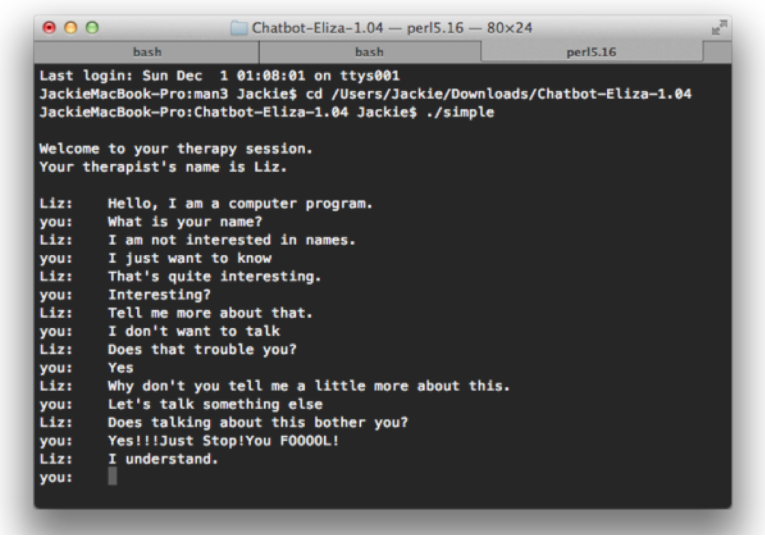 Chatbot-Eliza-1.04 — perl5.16 — 80×24
bash bash perl5.16
Last login: Sun Dec  1 01:08:01 on ttys001
JackieMacBook-Pro:man3 Jackie$ cd /Users/Jackie/Downloads/Chatbot-Eliza-1.04
JackieMacBook-Pro:Chatbot-Eliza-1.04 Jackie$ ./simple
Welcome to your therapy session.
Your therapist's name is Liz.
Liz:    Hello, I am a computer program.
you:    What is your name?
Liz:    I am not interested in names.
you:    I just want to know
Liz:    That's quite interesting.
you:    Interesting?
Liz:    Tell me more about that.
you:    I don't want to talk
Liz:    Does that trouble you?
you:    Yes
Liz:    Why don't you tell me a little more about this.
you:    Let's talk something else
Liz:    Does talking about this bother you?
you:    Yes!!!Just Stop!You FOOOOL!
Liz:    I understand.
you: